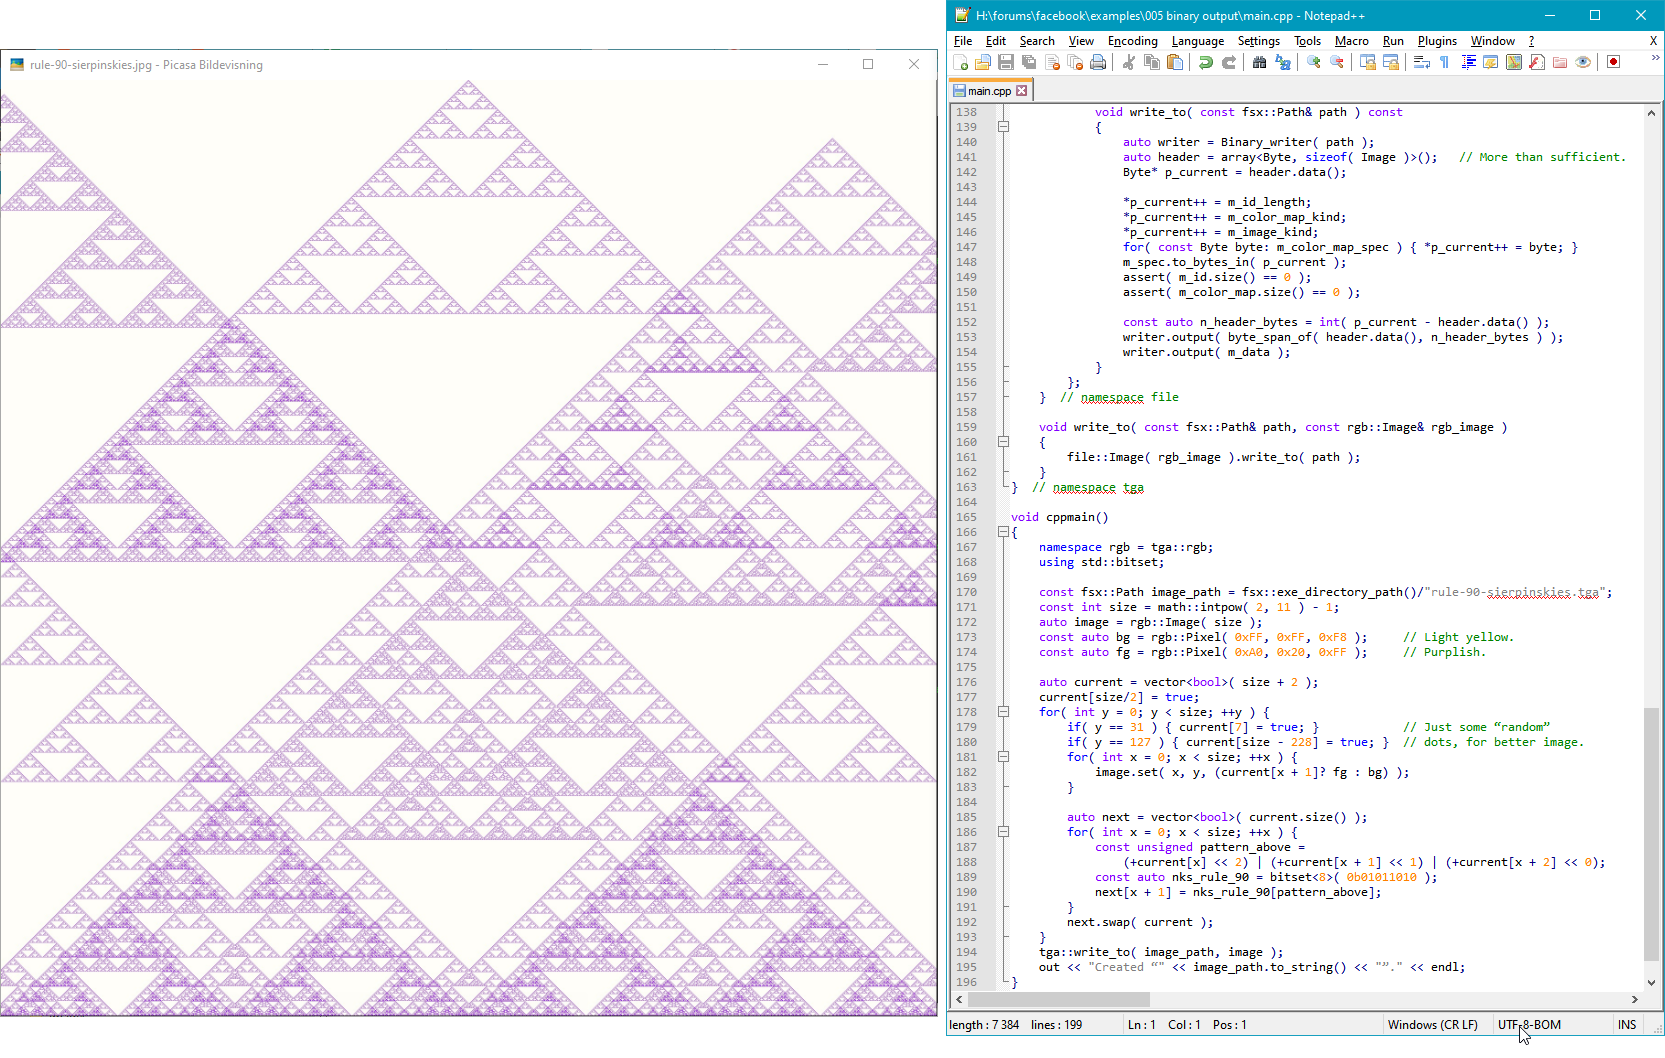 rule-90-sierpinskies.jpg - Picasa Bildevisning
H:\forums\facebook\examples\005 binary output\main.cpp - Notepad++
File Edit Search View Encoding Language Settings Tools Macro Run Plugins Window ? X
main.cpp
138 void write_to( const fsx::Path& path ) const
139 {
140 auto writer = Binary_writer( path );
141 auto header = array<Byte, sizeof( Image )>(); // More than sufficient.
142 Byte* p_current = header.data();
143
144 *p_current++ = m_id_length;
145 *p_current++ = m_color_map_kind;
146 *p_current++ = m_image_kind;
147 for( const Byte byte: m_color_map_spec ) { *p_current++ = byte; }
148 m_spec.to_bytes_in( p_current );
149 assert( m_id.size() == 0 );
150 assert( m_color_map.size() == 0 );
151
152 const auto n_header_bytes = int( p_current - header.data() );
153 writer.output( byte_span_of( header.data(), n_header_bytes ) );
154 writer.output( m_data );
155 }
156 };
157 } // namespace file
158
159 void write_to( const fsx::Path& path, const rgb::Image& rgb_image )
160 {
161 file::Image( rgb_image ).write_to( path );
162 }
163 } // namespace tga
164
165 void cppmain()
166 {
167 namespace rgb = tga::rgb;
168 using std::bitset;
169
170 const fsx::Path image_path = fsx::exe_directory_path()/"rule-90-sierpinskies.tga";
171 const int size = math::intpow( 2, 11 ) - 1;
172 auto image = rgb::Image( size );
173 const auto bg = rgb::Pixel( 0xFF, 0xFF, 0xF8 ); // Light yellow.
174 const auto fg = rgb::Pixel( 0xA0, 0x20, 0xFF ); // Purplish.
175
176 auto current = vector<bool>( size + 2 );
177 current[size/2] = true;
178 for( int y = 0; y < size; ++y ) {
179 if( y == 31 ) { current[7] = true; } // Just some “random”
180 if( y == 127 ) { current[size - 228] = true; } // dots, for better image.
181 for( int x = 0; x < size; ++x ) {
182 image.set( x, y, (current[x + 1]? fg : bg) );
183 }
184
185 auto next = vector<bool>( current.size() );
186 for( int x = 0; x < size; ++x ) {
187 const unsigned pattern_above =
188 (+current[x] << 2) | (+current[x + 1] << 1) | (+current[x + 2] << 0);
189 const auto nks_rule_90 = bitset<8>( 0b01011010 );
190 next[x + 1] = nks_rule_90[pattern_above];
191 }
192 next.swap( current );
193 }
194 tga::write_to( image_path, image );
195 out << "Created “" << image_path.to_string() << "”." << endl;
196 }
length : 7 384 lines : 199 Ln : 1 Col : 1 Pos : 1 Windows (CR LF) UTF-8-BOM INS